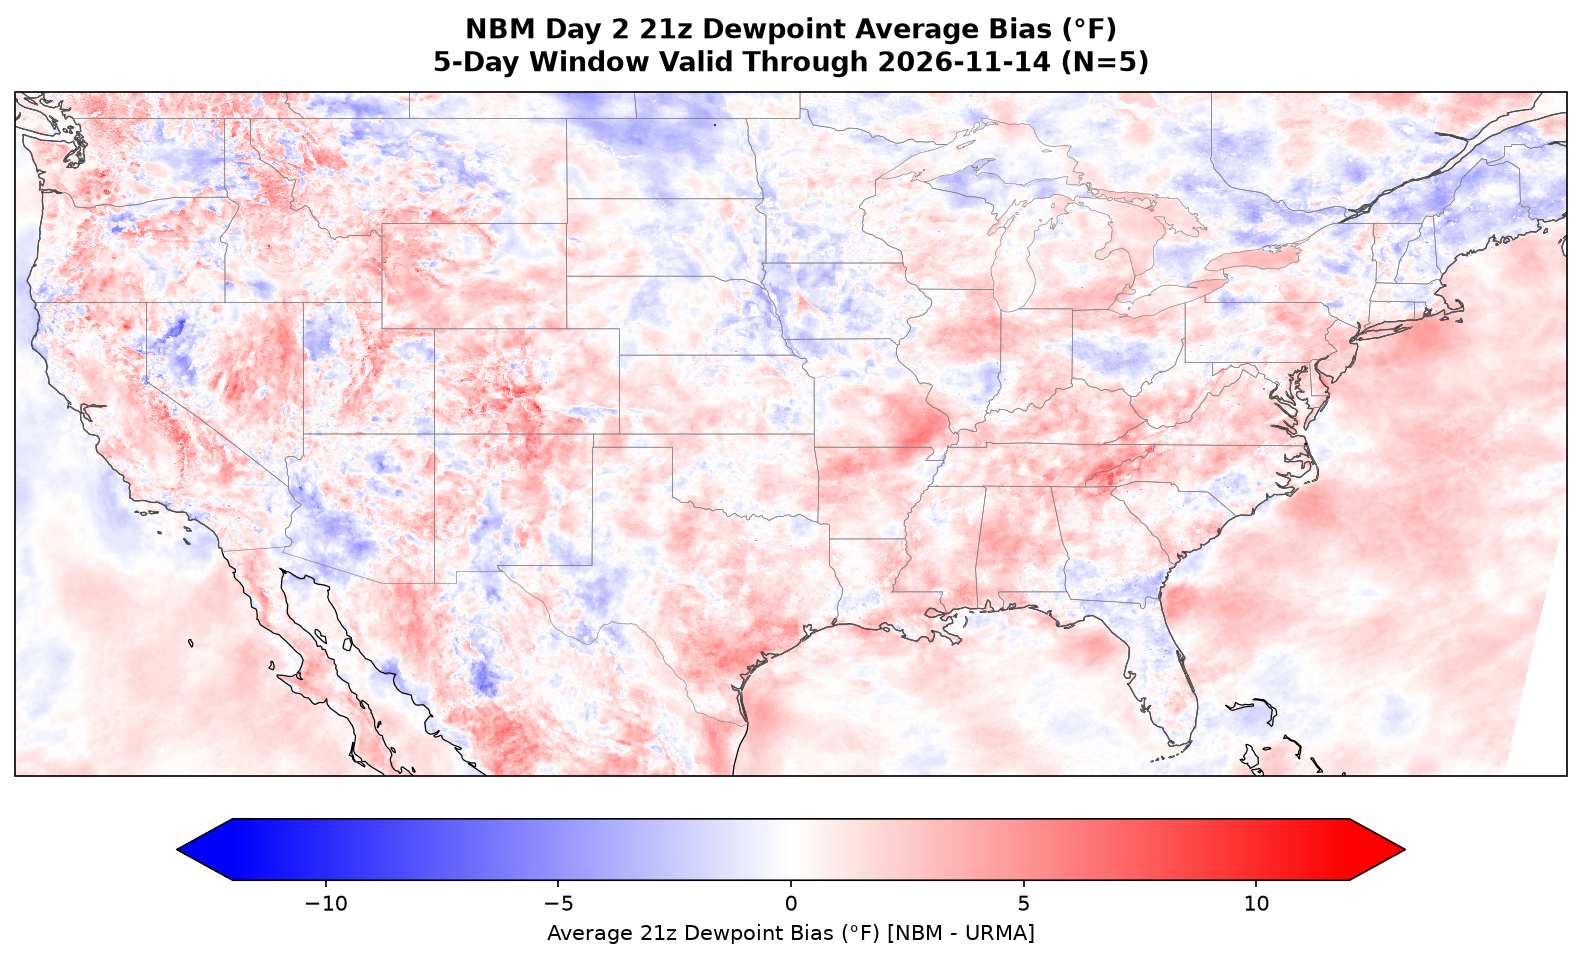 NBM Day 2 21z Dewpoint Average Bias (°F)
5-Day Window Valid Through 2026-11-14 (N=5)
−10 −5 0 5 10
Average 21z Dewpoint Bias (°F) [NBM - URMA]